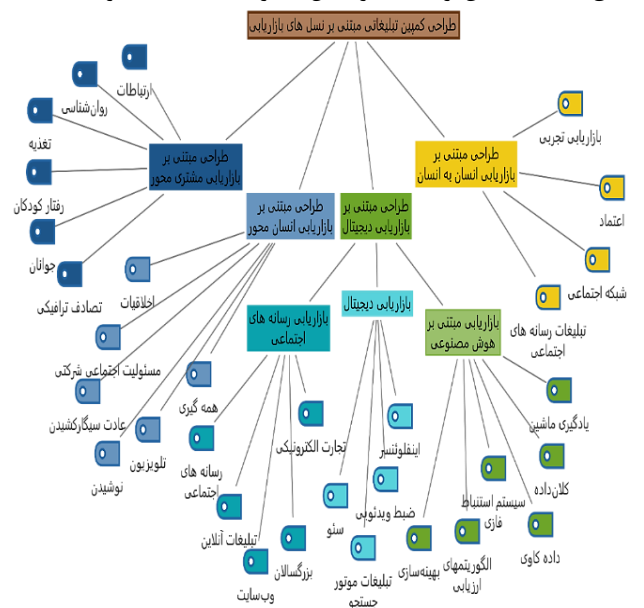 طراحی کمپین تبلیغاتی مبتنی بر نسل های بازاریابی
ارتباطات
روان‌شناسی
تغذیه
رفتار کودکان
جوانان
تصادف ترافیکی
طراحی مبتنی بر
بازاریابی مشتری محور
طراحی مبتنی بر
بازاریابی انسان محور
طراحی مبتنی بر
بازاریابی دیجیتال
طراحی مبتنی بر
بازاریابی انسان به انسان
بازاریابی تجربی
اعتماد
شبکه اجتماعی
تبلیغات رسانه های
اجتماعی
اخلاقیات
مسئولیت اجتماعی شرکتی
عادت سیگارکشیدن
نوشیدن
تلویزیون
همه گیری
بازاریابی رسانه های
اجتماعی
بازاریابی دیجیتال
بازاریابی مبتنی بر
هوش مصنوعی
رسانه های
اجتماعی
تبلیغات آنلاین
وب‌سایت
بزرگسالان
تجارت الکترونیکی
سئو
تبلیغات موتور
جستجو
ضبط ویدئویی
اینفلوئنسر
بهینه‌سازی
الگوریتمهای
ارزیابی
سیستم استنباط
فازی
داده کاوی
کلان‌داده
یادگیری ماشین